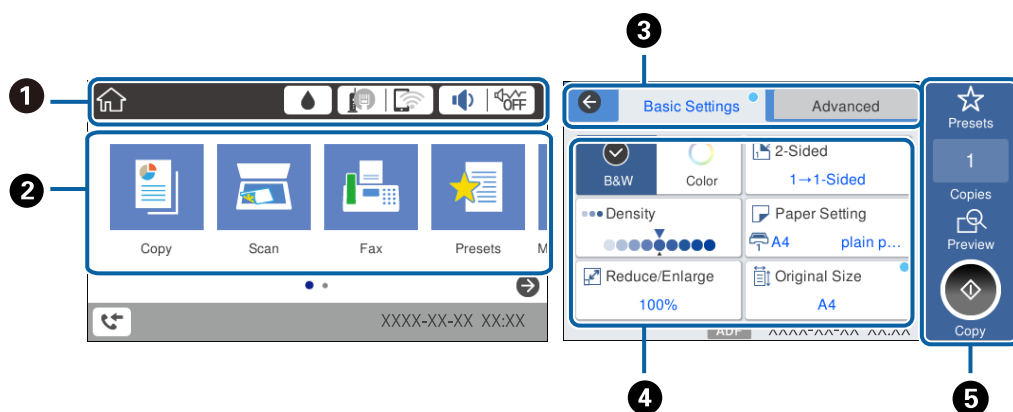 3
1
OFF
2
Copy
Scan
Fax
Presets
M
XXXX-XX-XX XX:XX
Basic Settings
Advanced
B&W
Color
2-Sided
1→1-Sided
Density
Paper Setting
1
A4
plain p...
Reduce/Enlarge
100%
Original Size
A4
ADF
XXXX-XX-XX XX:XX
Presets
1
Copies
Preview
Copy
4
5